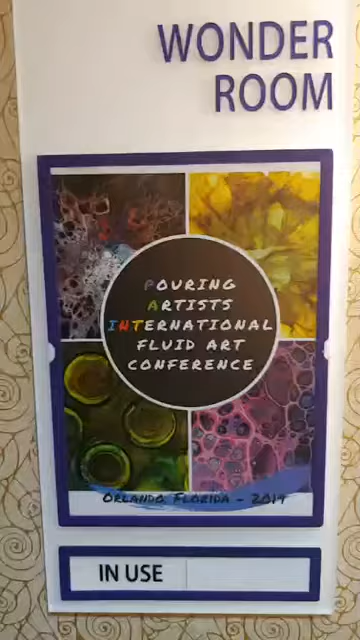 WONDER
ROOM
POURING
ARTISTS
INTERNATIONAL
FLUID ART
CONFERENCE
ORLANDO, FLORIDA - 2019
IN USE